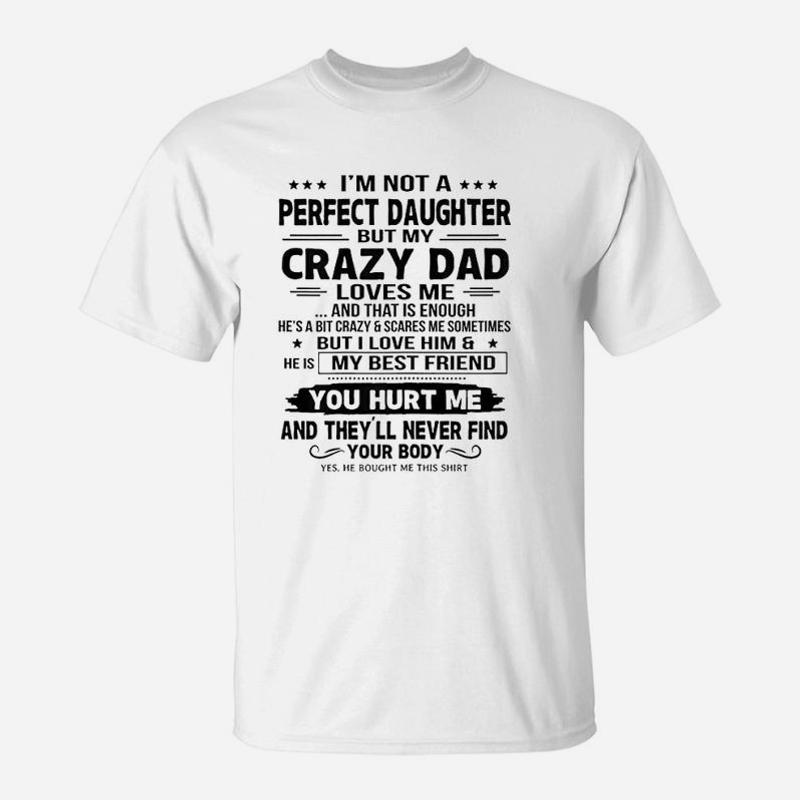 I'M NOT A
PERFECT DAUGHTER
BUT MY
CRAZY DAD
LOVES ME
... AND THAT IS ENOUGH
HE'S A BIT CRAZY & SCARES ME SOMETIMES
BUT I LOVE HIM &
HE IS MY BEST FRIEND
YOU HURT ME
AND THEY'LL NEVER FIND
YOUR BODY
YES, HE BOUGHT ME THIS SHIRT